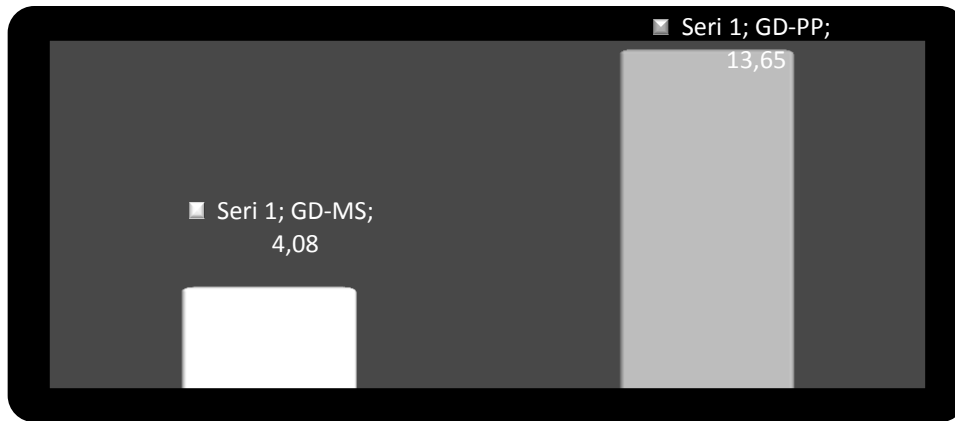 Seri 1; GD-PP;
13,65
Seri 1; GD-MS;
4,08